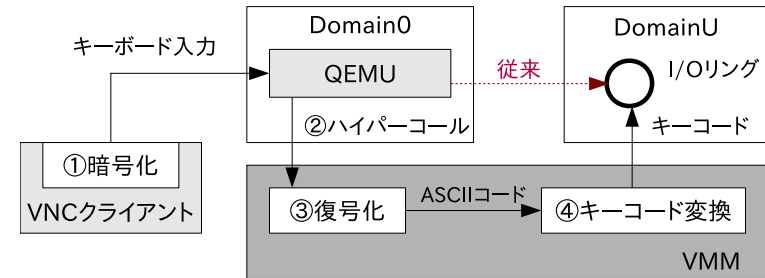 Domain0
DomainU
キーボード入力
QEMU
従来
I/Oリング
②ハイパーコール
キーコード
①暗号化
VNCクライアント
③復号化
ASCIIコード
④キーコード変換
VMM